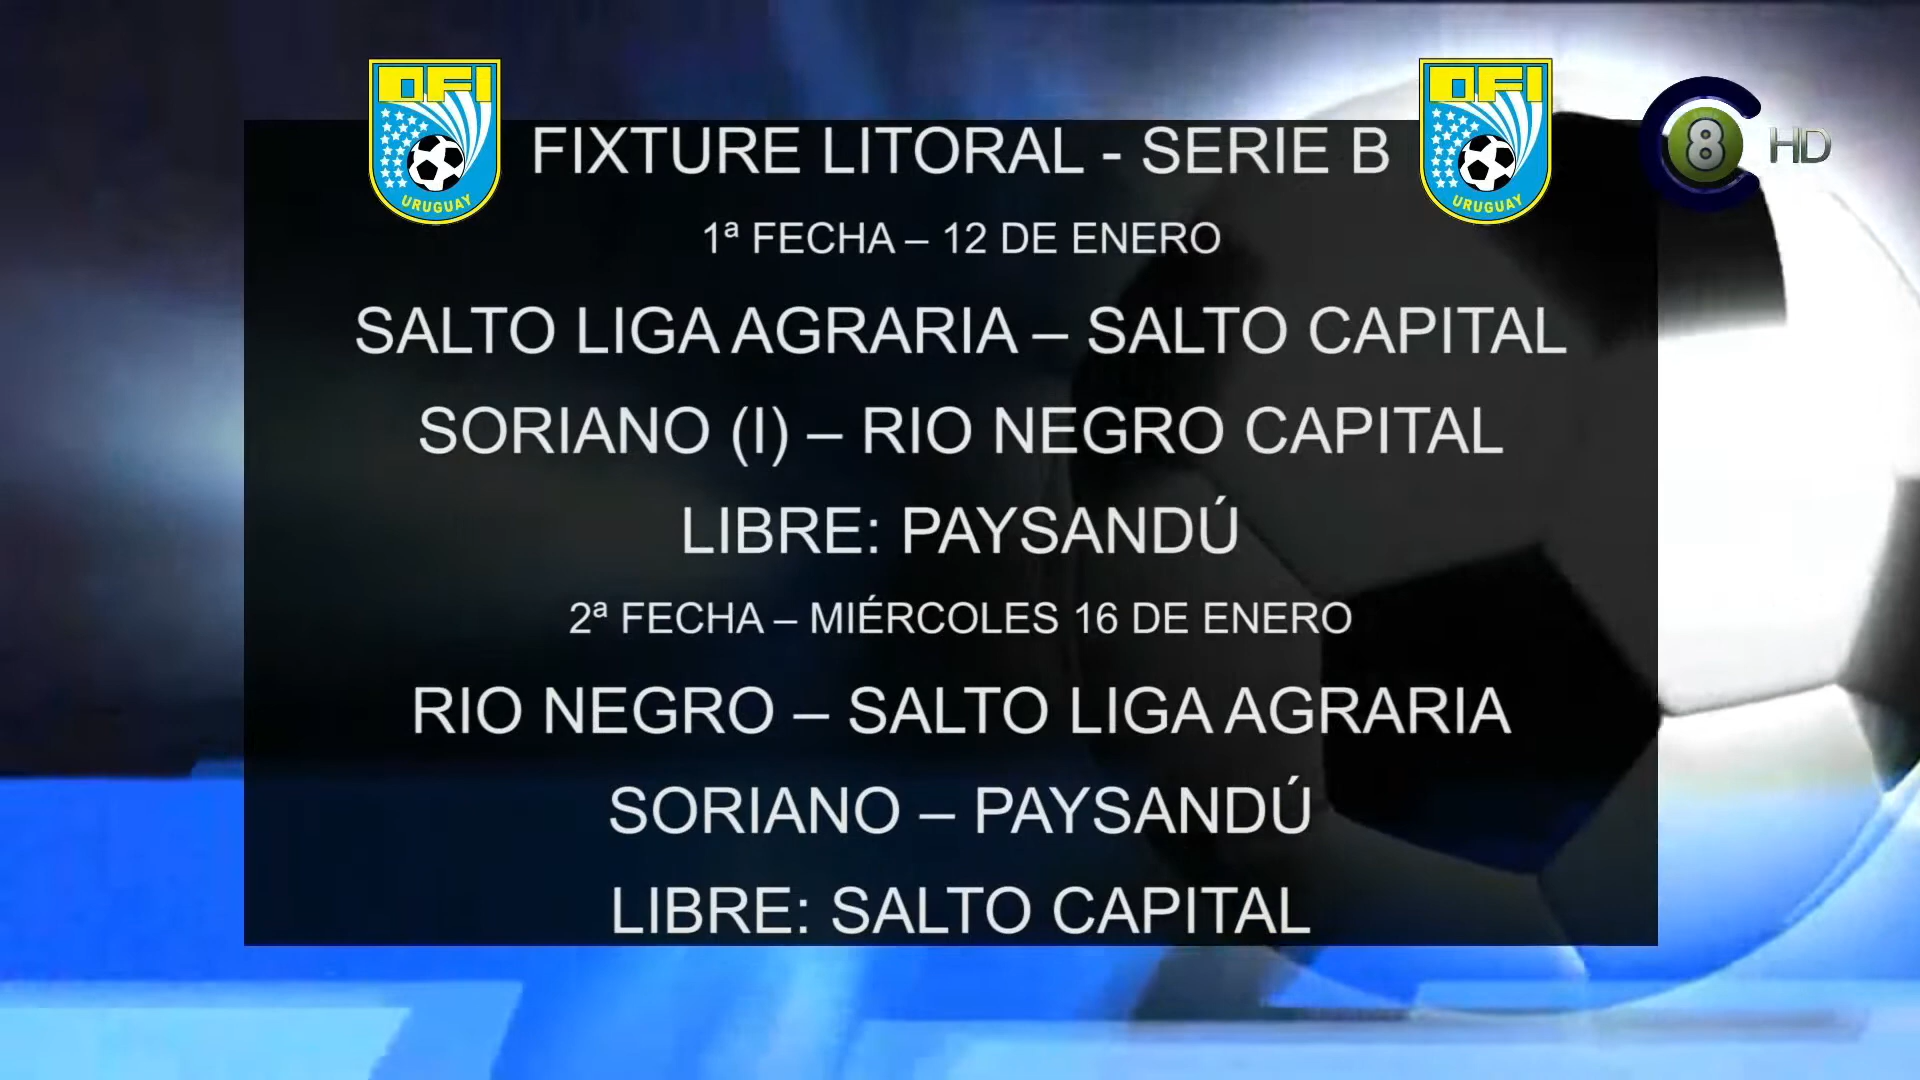 OFI
URUGUAY
OFI
URUGUAY
C 8 HD
FIXTURE LITORAL - SERIE B
1ª FECHA – 12 DE ENERO
SALTO LIGA AGRARIA – SALTO CAPITAL
SORIANO (I) – RIO NEGRO CAPITAL
LIBRE: PAYSANDÚ
2ª FECHA – MIÉRCOLES 16 DE ENERO
RIO NEGRO – SALTO LIGA AGRARIA
SORIANO – PAYSANDÚ
LIBRE: SALTO CAPITAL